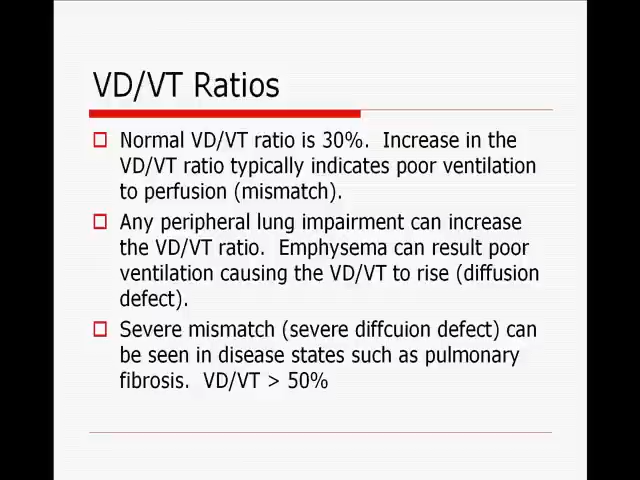 VD/VT Ratios
Normal VD/VT ratio is 30%. Increase in the
VD/VT ratio typically indicates poor ventilation
to perfusion (mismatch).
Any peripheral lung impairment can increase
the VD/VT ratio. Emphysema can result poor
ventilation causing the VD/VT to rise (diffusion
defect).
Severe mismatch (severe diffcuion defect) can
be seen in disease states such as pulmonary
fibrosis. VD/VT > 50%